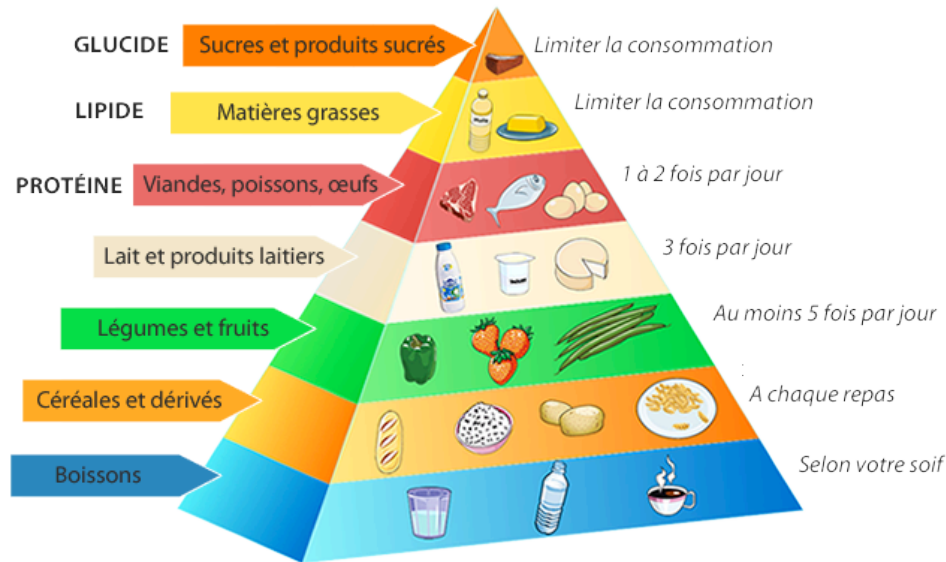 GLUCIDE Sucres et produits sucrés Limiter la consommation
LIPIDE Matières grasses Limiter la consommation
PROTÉINE Viandes, poissons, œufs 1 à 2 fois par jour
Lait et produits laitiers 3 fois par jour
Légumes et fruits Au moins 5 fois par jour
Céréales et dérivés A chaque repas
Boissons Selon votre soif